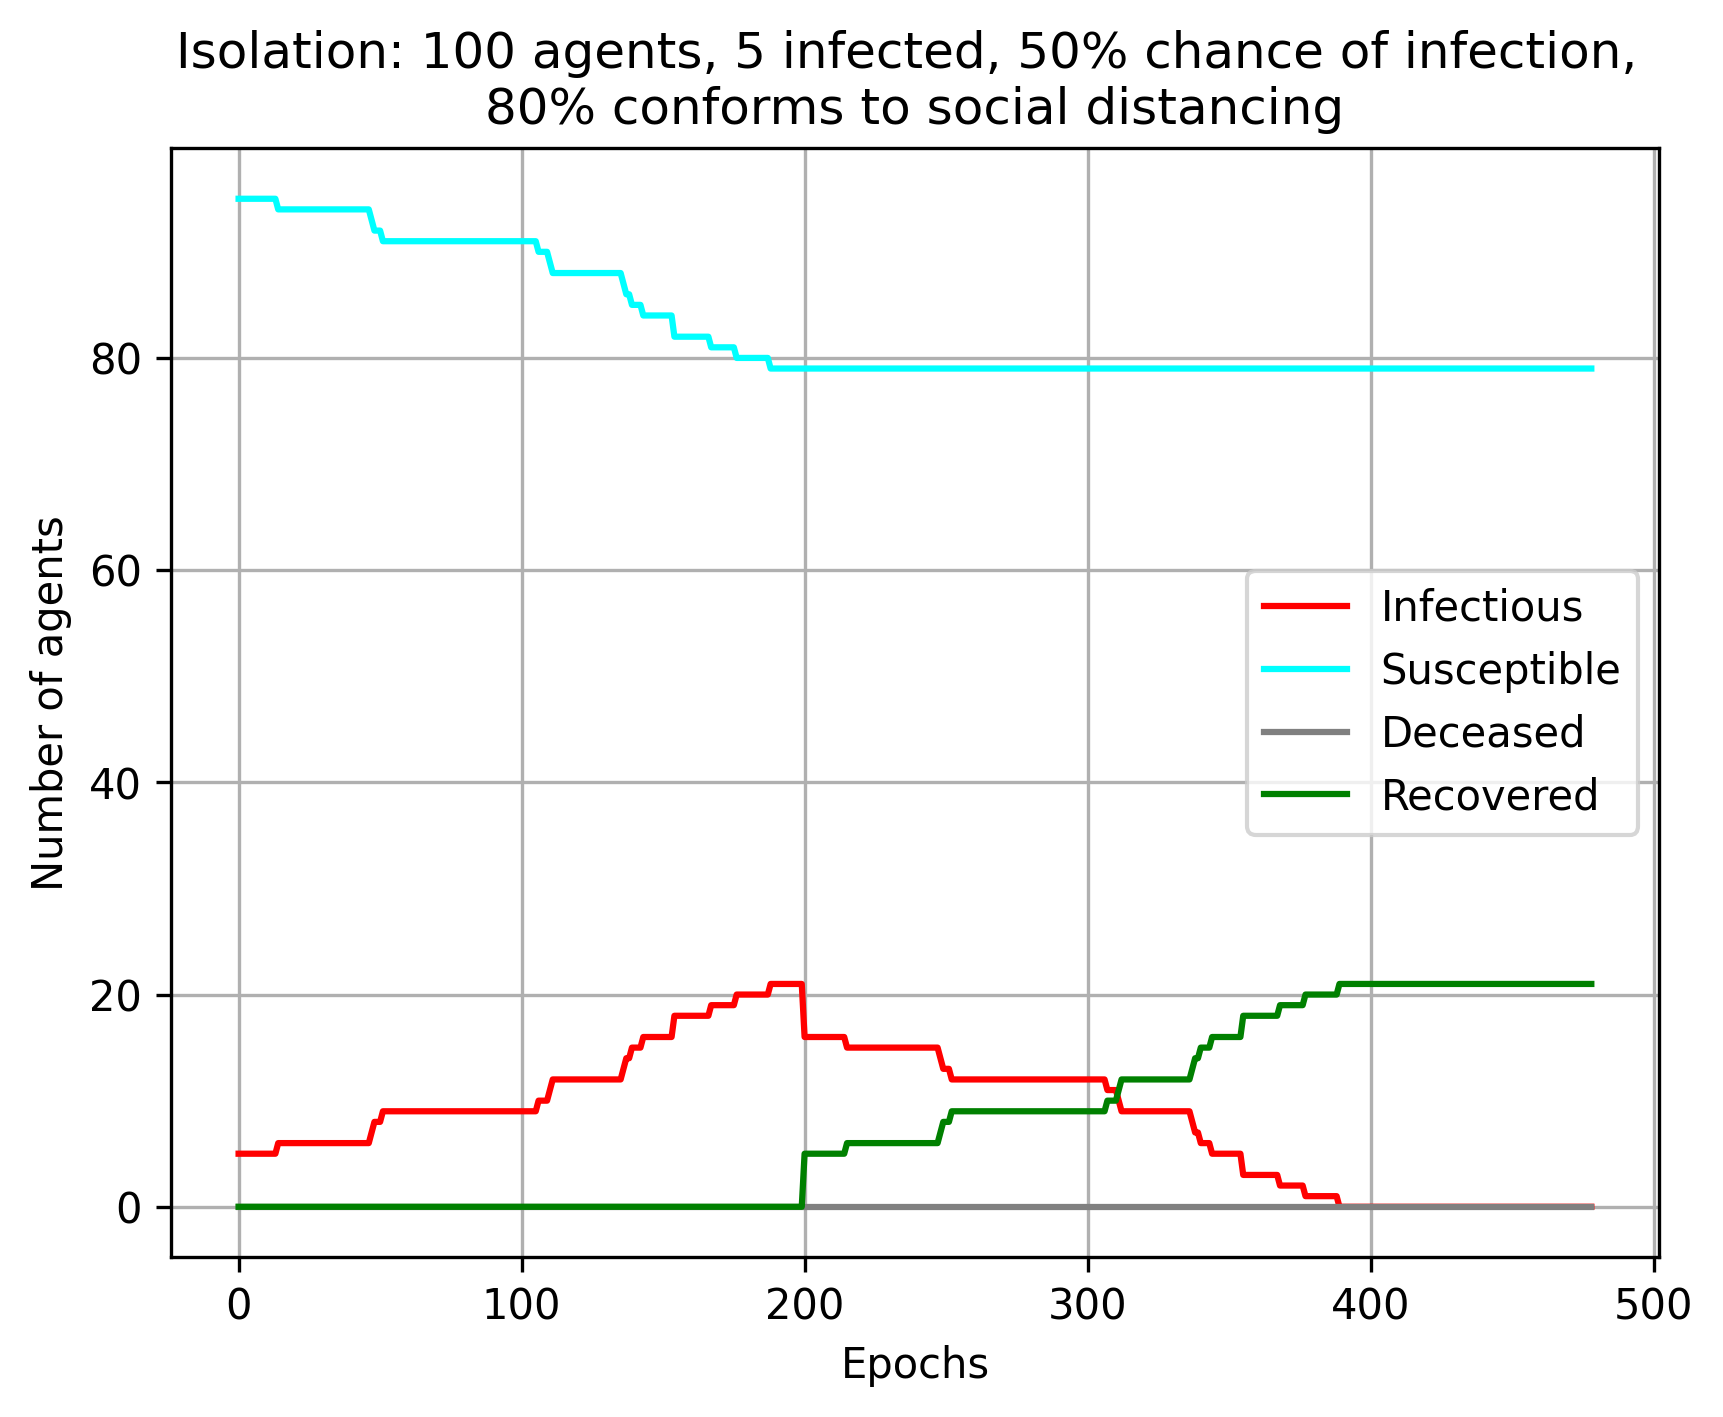 Isolation: 100 agents, 5 infected, 50% chance of infection,
80% conforms to social distancing
Number of agents
80
60
40
20
0
Infectious
Susceptible
Deceased
Recovered
0 100 200 300 400 500
Epochs